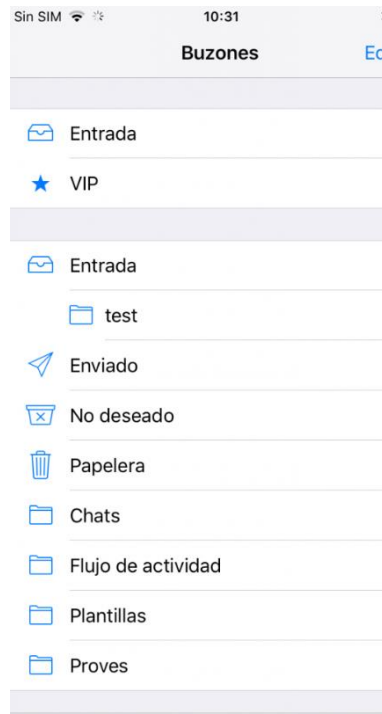 Sin SIM 10:31
Buzones Ec
Entrada
VIP
Entrada
test
Enviado
No deseado
Papelera
Chats
Flujo de actividad
Plantillas
Proves